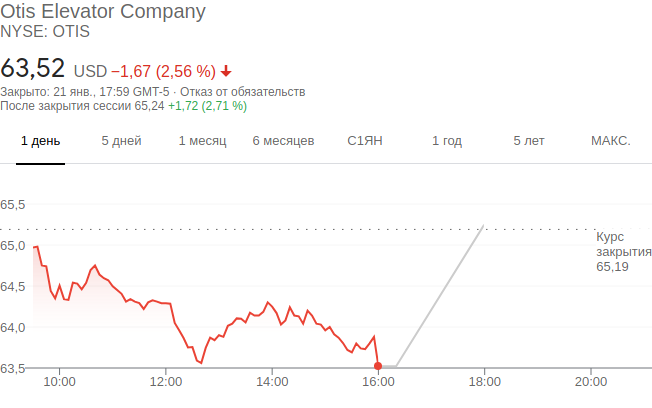 Otis Elevator Company
NYSE: OTIS
63,52 USD −1,67 (2,56 %)
Закрыто: 21 янв., 17:59 GMT-5 · Отказ от обязательств
После закрытия сессии 65,24 +1,72 (2,71 %)
1 день 5 дней 1 месяц 6 месяцев С1ЯН 1 год 5 лет МАКС.
65,5
65,0
64,5
64,0
63,5
Курс
закрытия
65,19
10:00 12:00 14:00 16:00 18:00 20:00